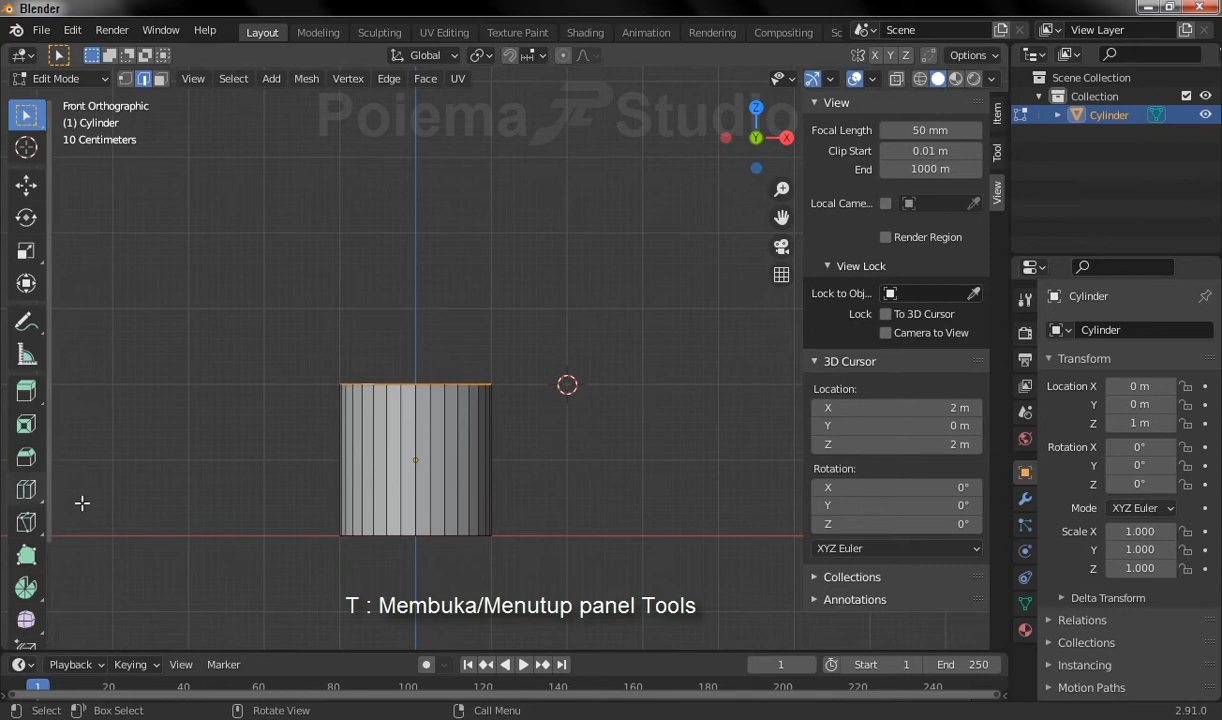 Blender
File Edit Render Window Help
Layout Modeling Sculpting UV Editing Texture Paint Shading Animation Rendering Compositing Sc
Scene
View Layer
Global
X Y Z
Options
Edit Mode
View Select Add Mesh Vertex Edge Face UV
Front Orthographic
(1) Cylinder
10 Centimeters
Poiema Studio
Z
Y
X
View
Focal Length 50 mm
Clip Start 0.01 m
End 1000 m
Local Came...
Render Region
View Lock
Lock to Obj...
Lock To 3D Cursor
Camera to View
3D Cursor
Location:
X 2 m
Y 0 m
Z 2 m
Rotation:
X 0°
Y 0°
Z 0°
XYZ Euler
Collections
Annotations
Item
Tool
View
Scene Collection
Collection
Cylinder
Cylinder
Cylinder
Transform
Location X 0 m
Y 0 m
Z 1 m
Rotation X 0°
Y 0°
Z 0°
Mode XYZ Euler
Scale X 1.000
Y 1.000
Z 1.000
Delta Transform
Relations
Collections
Instancing
Motion Paths
T : Membuka/Menutup panel Tools
Playback Keying View Marker
1
Start 1
End 250
1 20 40 60 80 100 120 140 160 180 200 220 240
Select Box Select Rotate View Call Menu
2.91.0